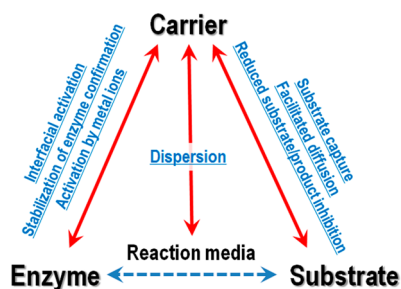 Carrier
Interfacial activation
Stabilization of enzyme confirmation
Activation by metal ions
Dispersion
Substrate capture
Facilitated diffusion
Reduced substrate/product inhibition
Reaction media
Enzyme
Substrate